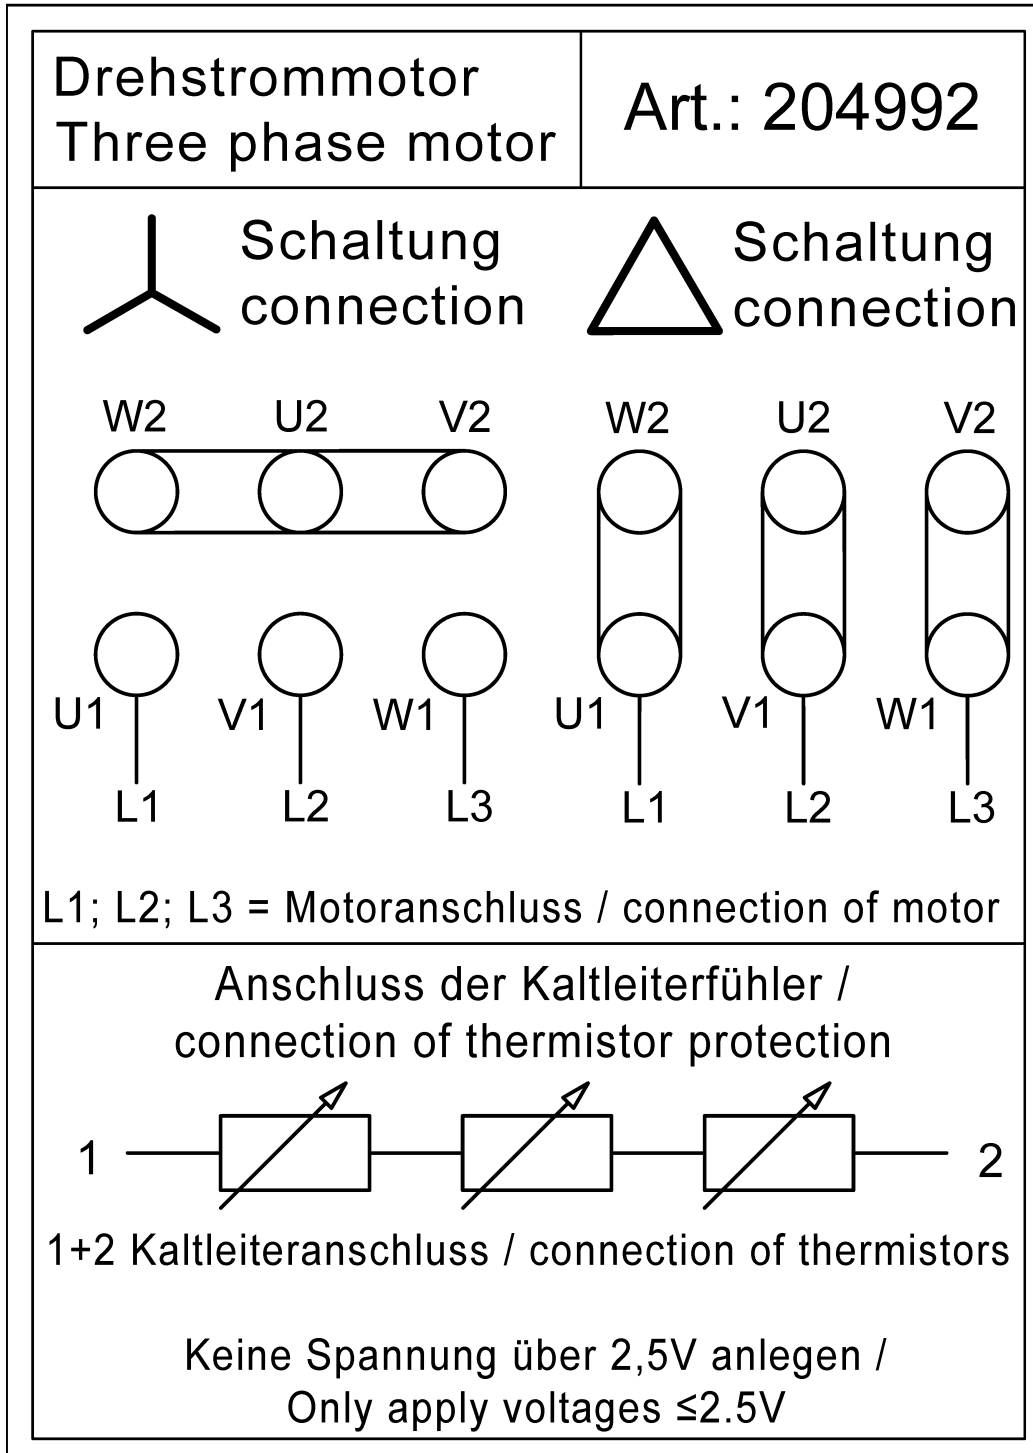 Drehstrommotor
Three phase motor
Art.: 204992
Schaltung
connection
Schaltung
connection
W2 U2 V2 W2 U2 V2
U1 V1 W1 U1 V1 W1
L1 L2 L3 L1 L2 L3
L1; L2; L3 = Motoranschluss / connection of motor
Anschluss der Kaltleiterfühler /
connection of thermistor protection
1 2
1+2 Kaltleiteranschluss / connection of thermistors
Keine Spannung über 2,5V anlegen /
Only apply voltages ≤2.5V